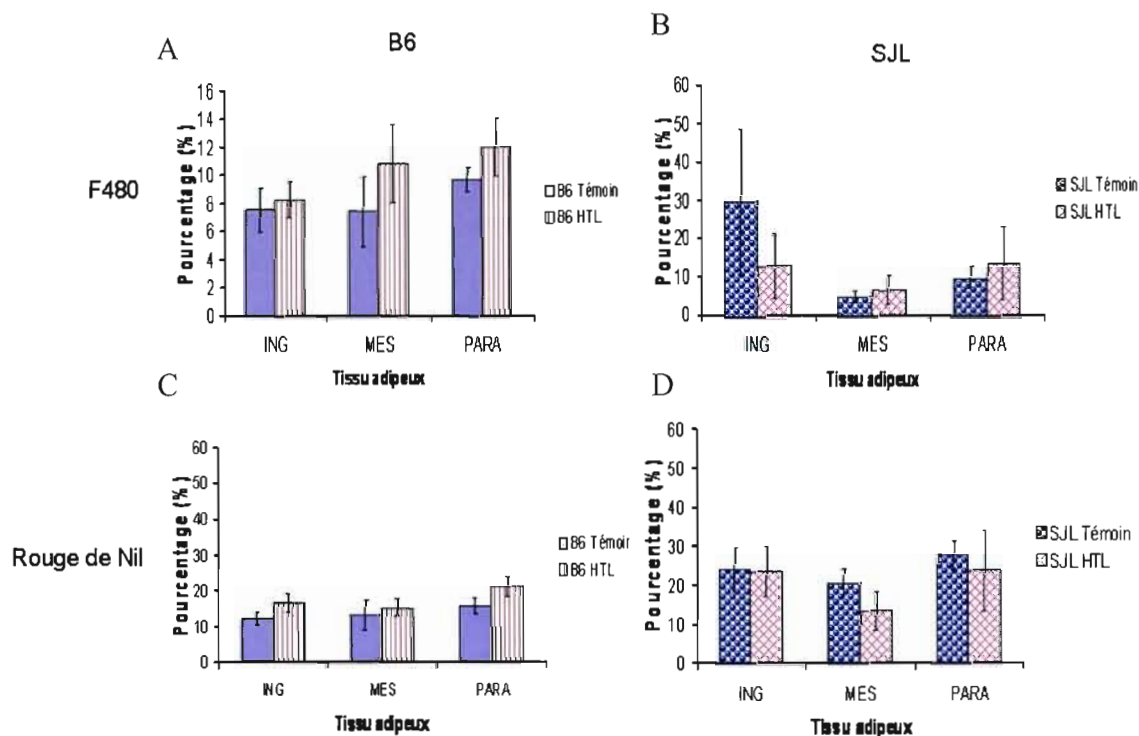 A
B6
B
SJL
F480
Pourcentage (%)
16
14
12
10
8
6
4
2
0
ING
MES
PARA
Tissu adipeux
B6 Témoin
B6 HTL
Pourcentage (%)
60
50
40
30
20
10
0
ING
MES
PARA
Tissu adipeux
SJL Témoin
SJL HTL
C
D
Rouge de Nil
Pourcentage (%)
60
50
40
30
20
10
0
ING
MES
PARA
Tissu adipeux
B6 Témoir
B6 HTL
Pourcentage (%)
60
50
40
30
20
10
0
ING
MES
PARA
Tissu adipeux
SJL Témoin
SJL HTL